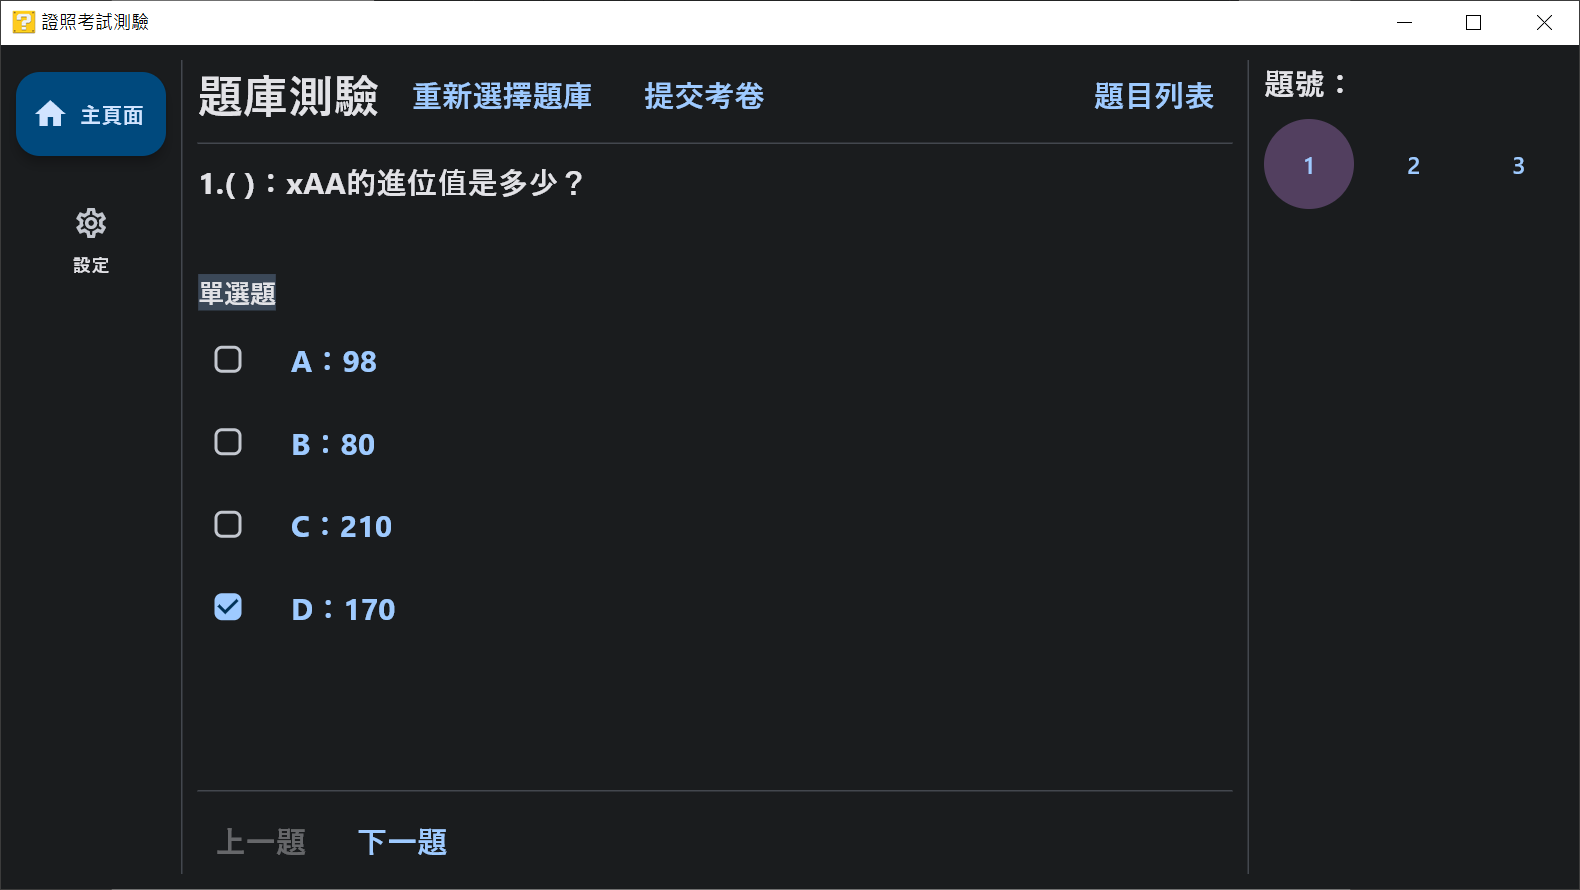 證照考試測驗
主頁面
設定
題庫測驗
重新選擇題庫
提交考卷
題目列表
1.( )：xAA的進位值是多少？
單選題
A：98
B：80
C：210
D：170
上一題
下一題
題號：
1
2
3